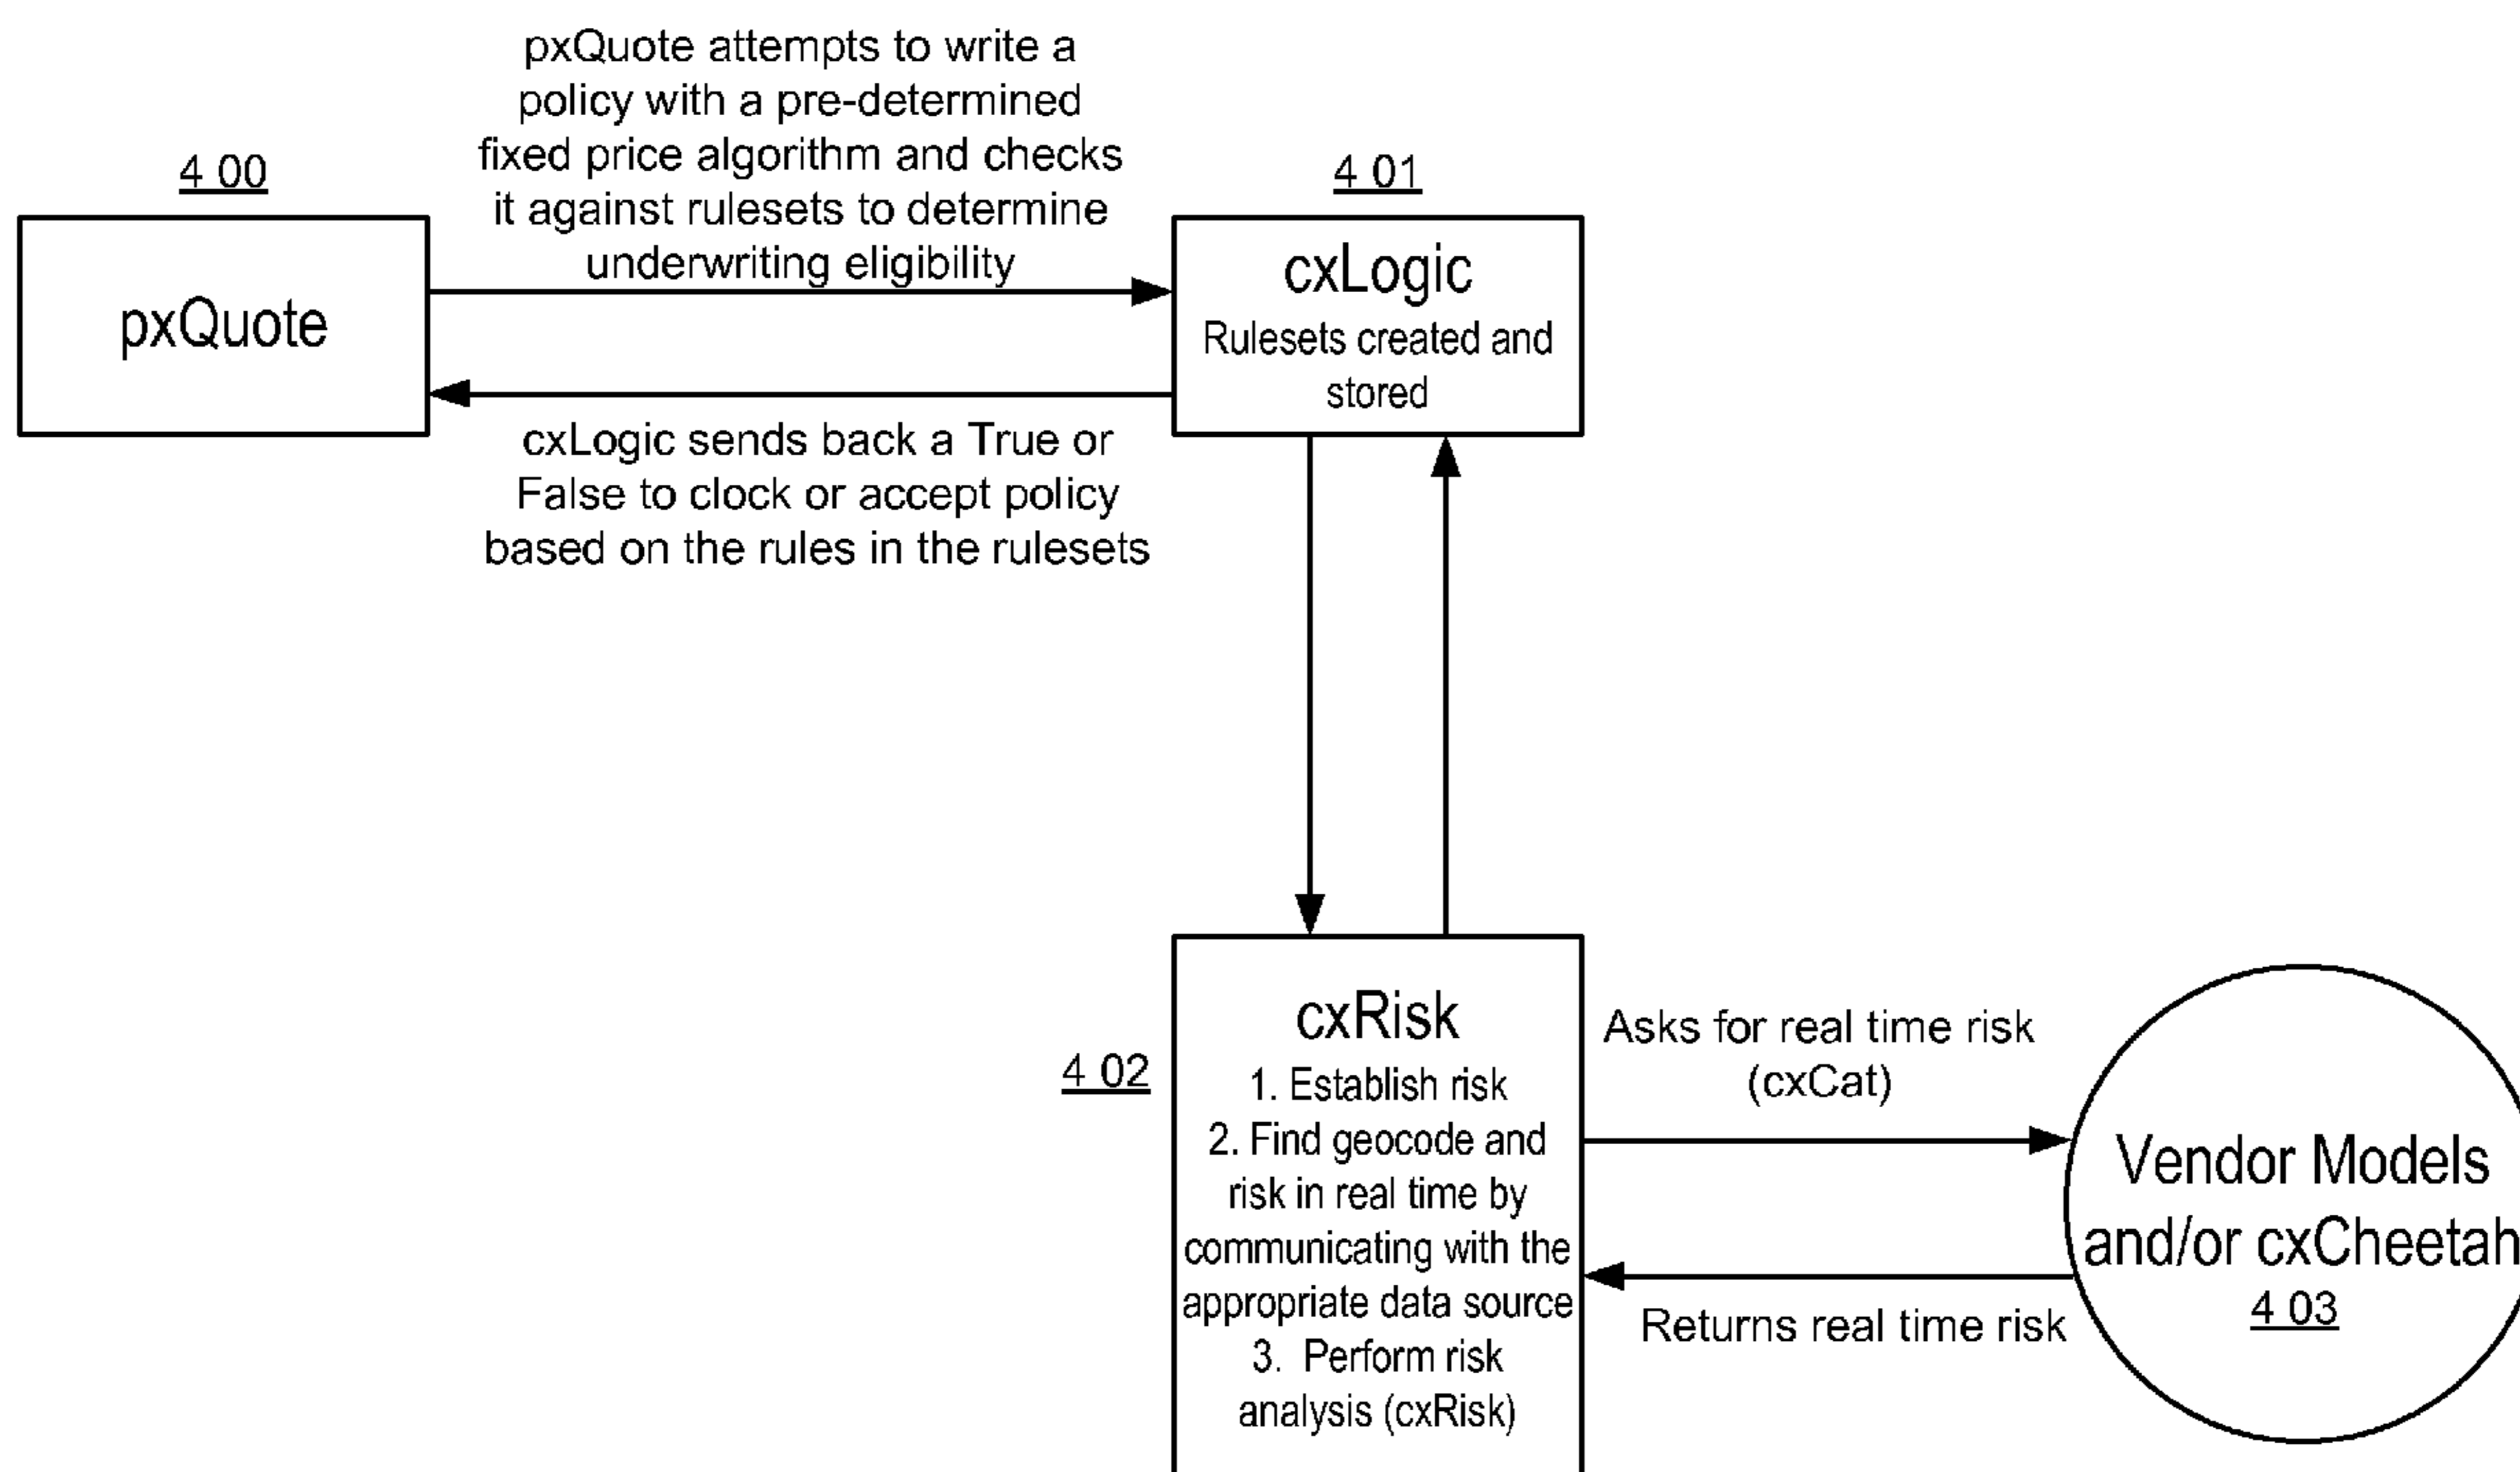 pxQuote attempts to write a
policy with a pre-determined
fixed price algorithm and checks
it against rulesets to determine
underwriting eligibility
4 00
pxQuote
4 01
cxLogic
Rulesets created and
stored
cxLogic sends back a True or
False to clock or accept policy
based on the rules in the rulesets
4 02
cxRisk
1. Establish risk
2. Find geocode and
risk in real time by
communicating with the
appropriate data source
3. Perform risk
analysis (cxRisk)
Asks for real time risk
(cxCat)
Returns real time risk
Vendor Models
and/or cxCheetah
4 03